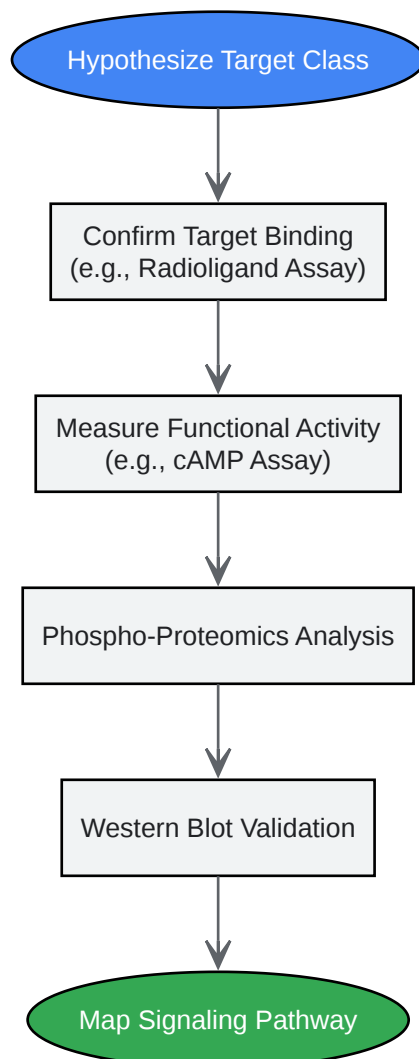 Hypothesize Target Class
Confirm Target Binding
(e.g., Radioligand Assay)
Measure Functional Activity
(e.g., cAMP Assay)
Phospho-Proteomics Analysis
Western Blot Validation
Map Signaling Pathway